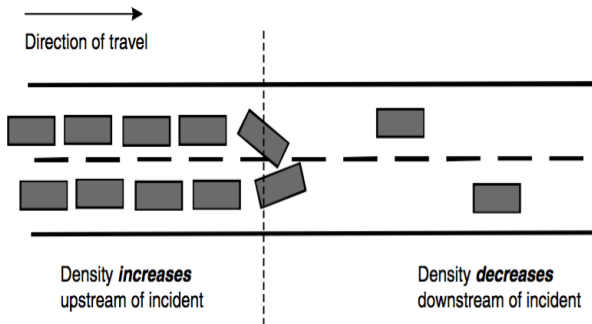 Direction of travel
Density increases
upstream of incident
Density decreases
downstream of incident